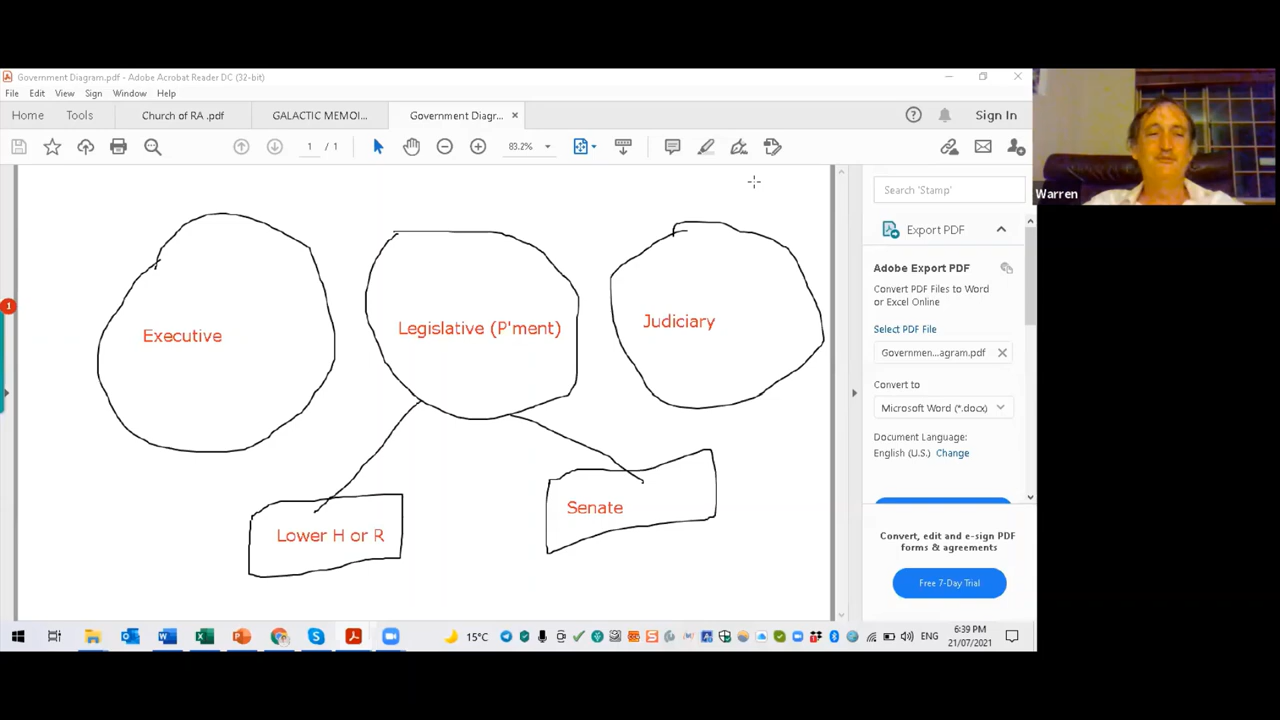 Government Diagram.pdf - Adobe Acrobat Reader DC (32-bit)
File Edit View Sign Window Help
Home Tools Church of RA .pdf GALACTIC MEMOI... Government Diagr... ×
1 / 1 83.2%
Sign In
Search 'Stamp'
Export PDF
Adobe Export PDF
Convert PDF Files to Word
or Excel Online
Select PDF File
Governmen...agram.pdf
Convert to
Microsoft Word (*.docx)
Document Language:
English (U.S.) Change
Convert, edit and e-sign PDF
forms & agreements
Free 7-Day Trial
1
Executive
Legislative (P'ment)
Judiciary
Lower H or R
Senate
Warren
15°C
ENG
6:39 PM
21/07/2021